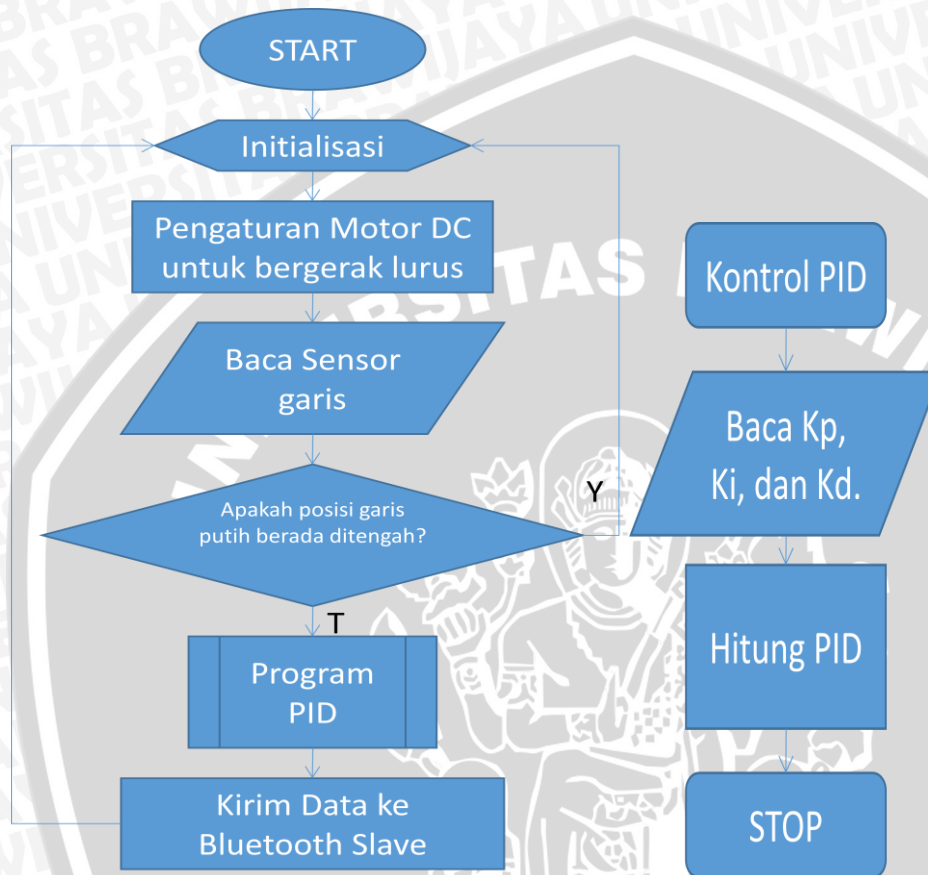 START
Initialisasi
Pengaturan Motor DC
untuk bergerak lurus
Baca Sensor
garis
Apakah posisi garis
putih berada ditengah?
Y
T
Program
PID
Kirim Data ke
Bluetooth Slave
Kontrol PID
Baca Kp,
Ki, dan Kd.
Hitung PID
STOP